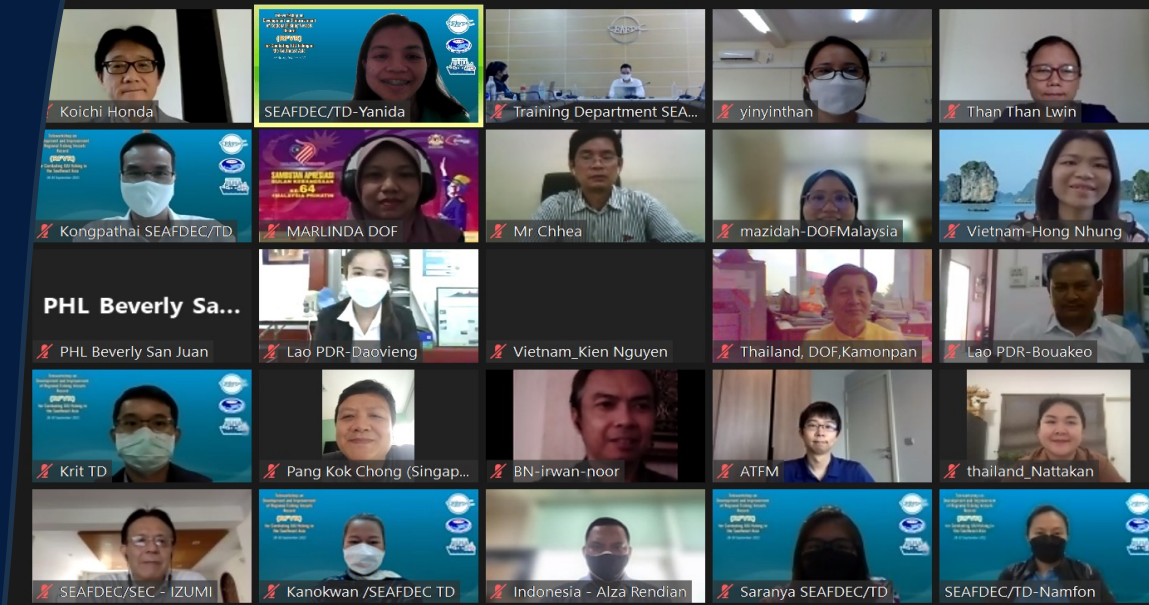 Koichi Honda
SEAFDEC/TD-Yanida
Training Department SEA...
yinyinthan
Than Than Lwin
Kongpathai SEAFDEC/TD
SAMBUTAN APRESIASI
BULAN KEBANGSAAN
64
MARLINDA DOF
Mr Chhea
mazidah-DOFMalaysia
Vietnam-Hong Nhung
PHL Beverly Sa...
PHL Beverly San Juan
Lao PDR-Daovieng
Vietnam_Kien Nguyen
Thailand, DOF,Kamonpan
Lao PDR-Bouakeo
Krit TD
Pang Kok Chong (Singap...
BN-irwan-noor
ATFM
thailand_Nattakan
SEAFDEC/SEC - IZUMI
Kanokwan /SEAFDEC TD
Indonesia - Alza Rendian
Saranya SEAFDEC/TD
SEAFDEC/TD-Namfon